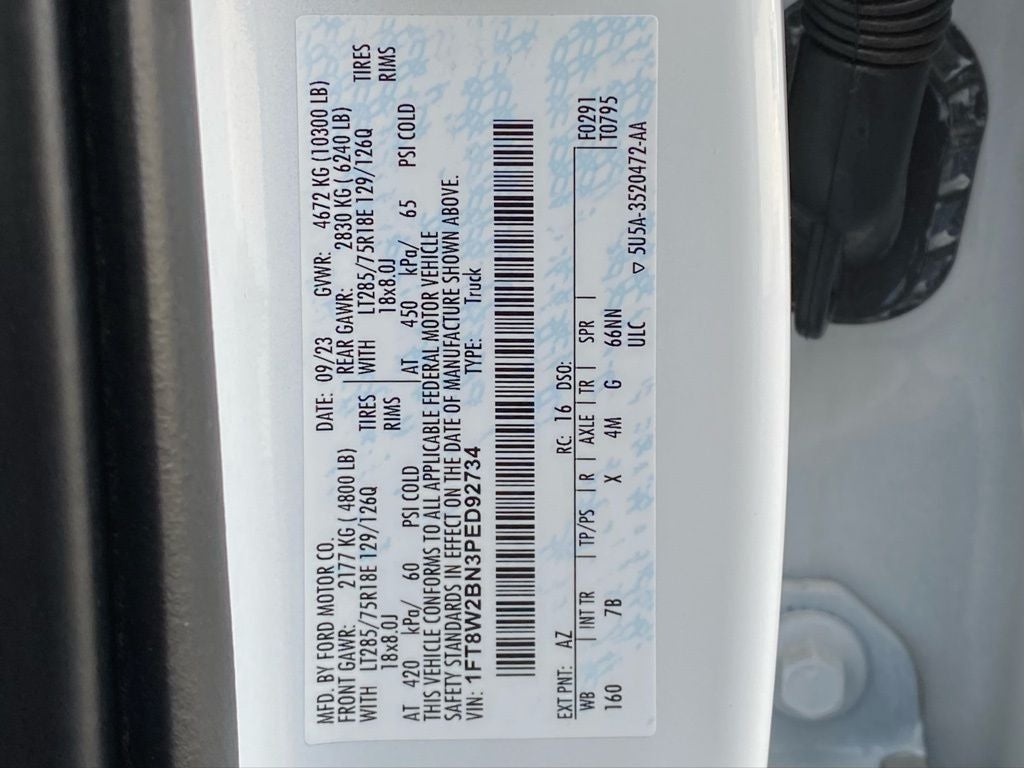 MFD. BY FORD MOTOR CO. DATE: 09/23 GVWR: 4672 KG (10300 LB)
FRONT GAWR: 2177 KG ( 4800 LB) REAR GAWR: 2830 KG ( 6240 LB)
WITH LT285/75R18E 129/126Q TIRES WITH LT285/75R18E 129/126Q TIRES
18x8.0J RIMS 18x8.0J RIMS
AT 420 kPa/ 60 PSI COLD AT 450 kPa/ 65 PSI COLD
THIS VEHICLE CONFORMS TO ALL APPLICABLE FEDERAL MOTOR VEHICLE
SAFETY STANDARDS IN EFFECT ON THE DATE OF MANUFACTURE SHOWN ABOVE.
VIN: 1FT8W2BN3PED92734 TYPE: Truck
EXT PNT: AZ RC: 16 DSO: F0291
WB INT TR TP/PS R AXLE TR SPR T0795
160 7B X 4M G 66NN
ULC ▽ 5U5A-3520472-AA